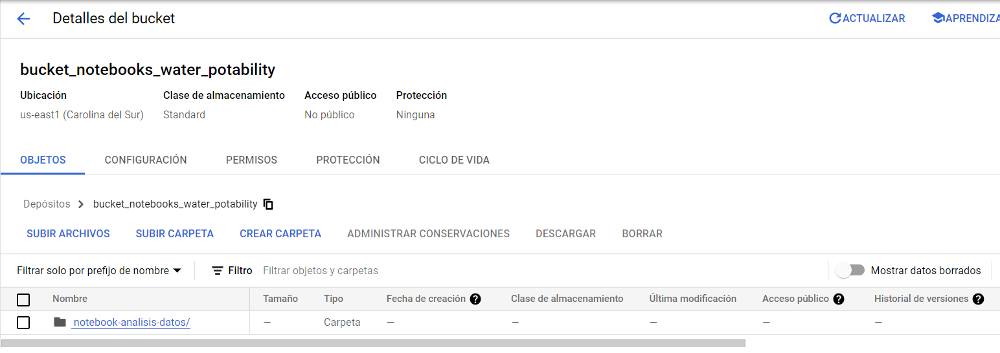 Detalles del bucket ACTUALIZAR APRENDIZA
bucket_notebooks_water_potability
Ubicación Clase de almacenamiento Acceso público Protección
us-east1 (Carolina del Sur) Standard No público Ninguna
OBJETOS CONFIGURACIÓN PERMISOS PROTECCIÓN CICLO DE VIDA
Depósitos > bucket_notebooks_water_potability
SUBIR ARCHIVOS SUBIR CARPETA CREAR CARPETA ADMINISTRAR CONSERVACIONES DESCARGAR BORRAR
Filtrar solo por prefijo de nombre Filtro Filtrar objetos y carpetas Mostrar datos borrados
Nombre Tamaño Tipo Fecha de creación ? Clase de almacenamiento Última modificación Acceso público ? Historial de versiones ?
notebook-analisis-datos/ — Carpeta — — — — —